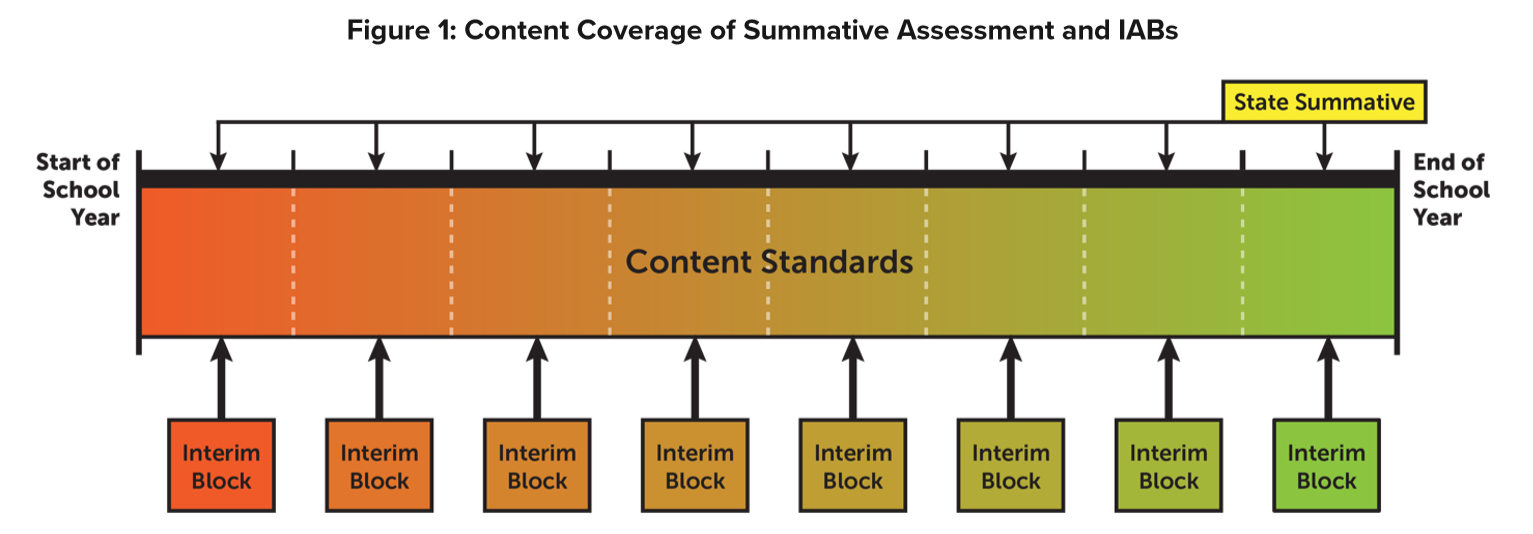 Figure 1: Content Coverage of Summative Assessment and IABs
State Summative
Start of
School
Year
End of
School
Year
Content Standards
Interim
Block
Interim
Block
Interim
Block
Interim
Block
Interim
Block
Interim
Block
Interim
Block
Interim
Block